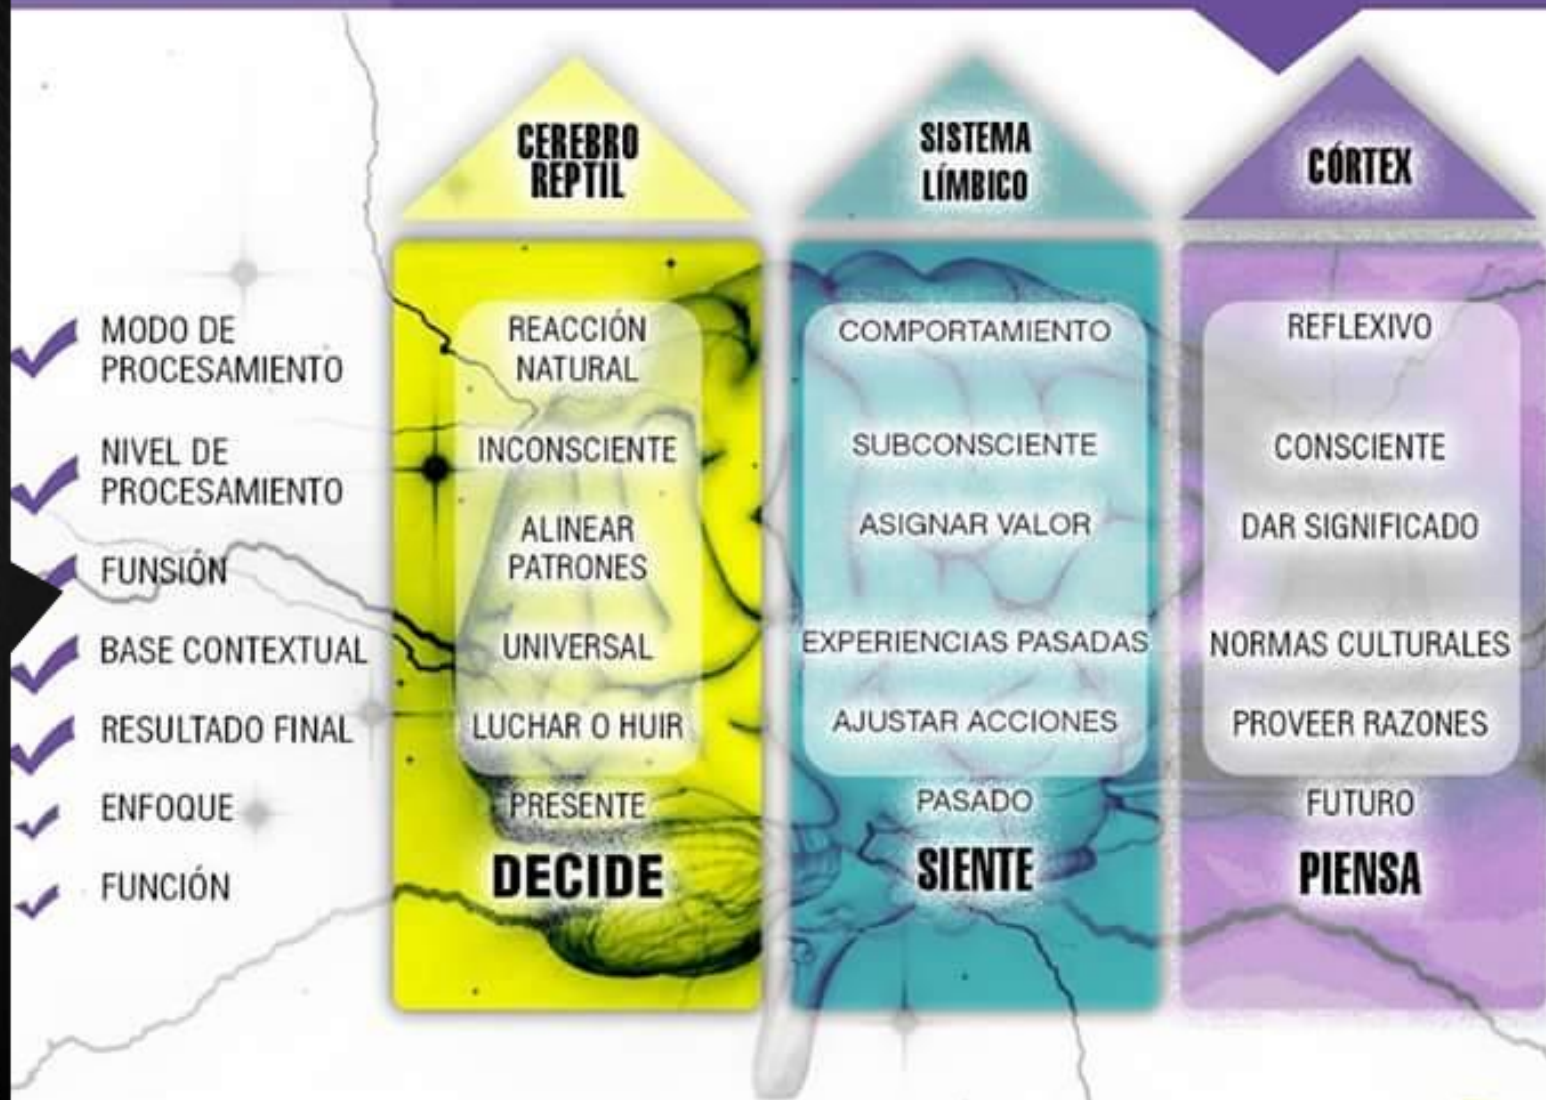 CEREBRO
REPTIL
SISTEMA
LÍMBICO
CÓRTEX
MODO DE
PROCESAMIENTO
REACCIÓN
NATURAL
COMPORTAMIENTO
REFLEXIVO
NIVEL DE
PROCESAMIENTO
INCONSCIENTE
SUBCONSCIENTE
CONSCIENTE
FUNSIÓN
ALINEAR
PATRONES
ASIGNAR VALOR
DAR SIGNIFICADO
BASE CONTEXTUAL
UNIVERSAL
EXPERIENCIAS PASADAS
NORMAS CULTURALES
RESULTADO FINAL
LUCHAR O HUIR
AJUSTAR ACCIONES
PROVEER RAZONES
ENFOQUE
PRESENTE
PASADO
FUTURO
FUNCIÓN
DECIDE
SIENTE
PIENSA